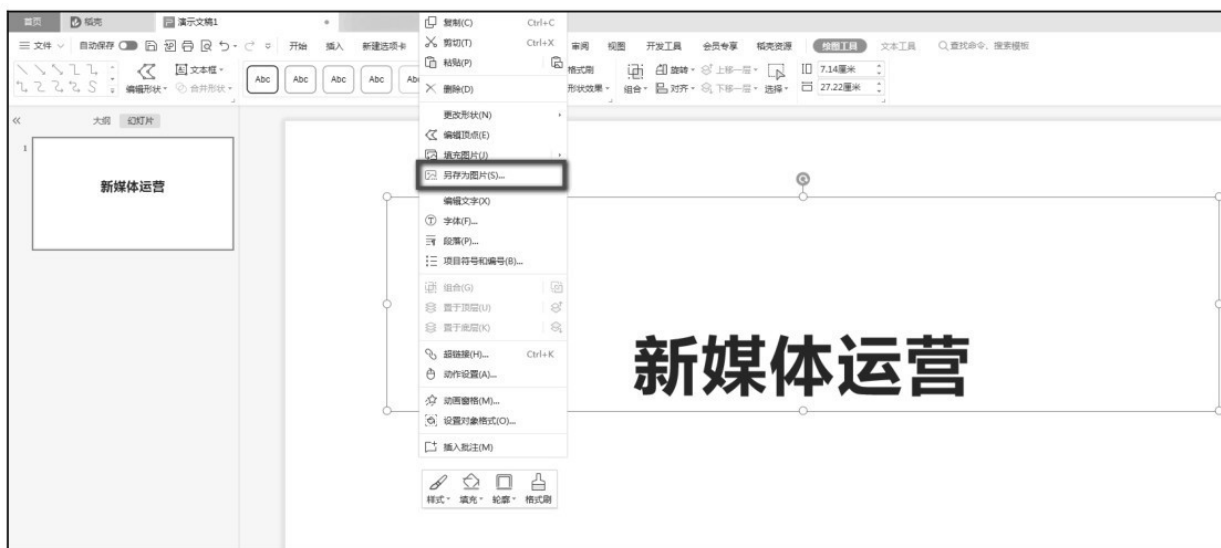 首页 稻壳 演示文稿1
文件 自动保存 开始 插入 新建选项卡 审阅 视图 开发工具 会员专享 稻壳资源 绘图工具 文本工具 查找命令、搜索模板
编辑形状 文本框 合并形状 Abc Abc Abc Abc Ab 格式刷 形状效果 组合 旋转 对齐 上移一层 下移一层 选择 7.14厘米 27.22厘米
大纲 幻灯片
1
新媒体运营
复制(C) Ctrl+C
剪切(T) Ctrl+X
粘贴(P)
删除(D)
更改形状(N)
编辑顶点(E)
填充图片(J)
另存为图片(S)...
编辑文字(X)
字体(F)...
段落(P)...
项目符号和编号(B)...
组合(G)
置于顶层(U)
置于底层(K)
超链接(H)... Ctrl+K
动作设置(A)...
动画窗格(M)...
设置对象格式(O)...
插入批注(M)
样式 填充 轮廓 格式刷
新媒体运营